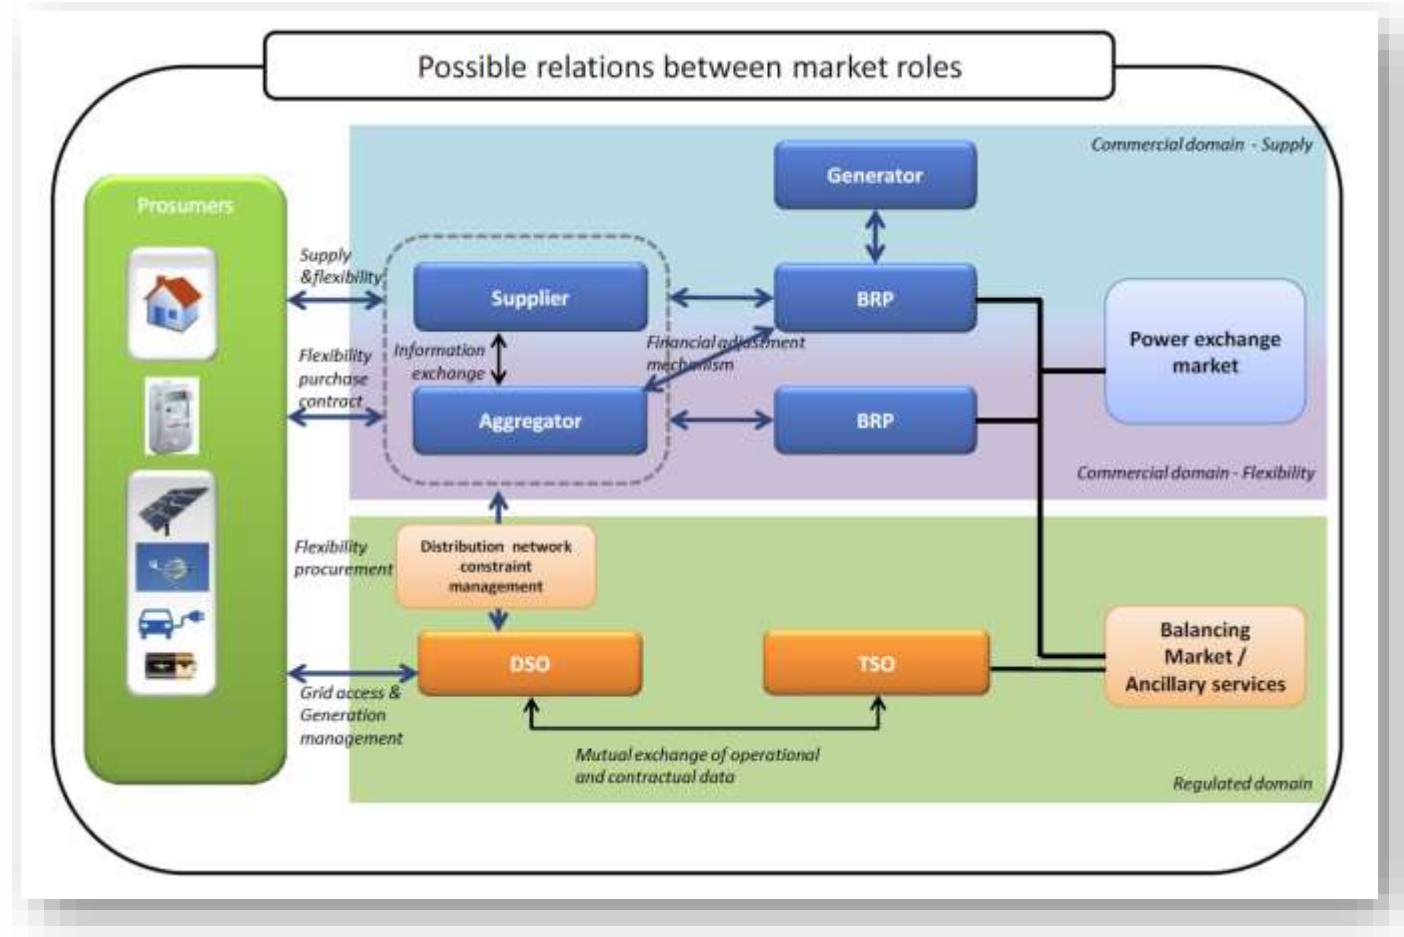 Possible relations between market roles
Commercial domain - Supply
Generator
Prosumers
Supply
&flexibility
Supplier
BRP
Power exchange
market
Information
exchange
Financial adjustment
mechanism
Flexibility
purchase
contract
Aggregator
BRP
Commercial domain - Flexibility
Flexibility
procurement
Distribution network
constraint
management
DSO
TSO
Balancing
Market /
Ancillary services
Grid access &
Generation
management
Mutual exchange of operational
and contractual data
Regulated domain